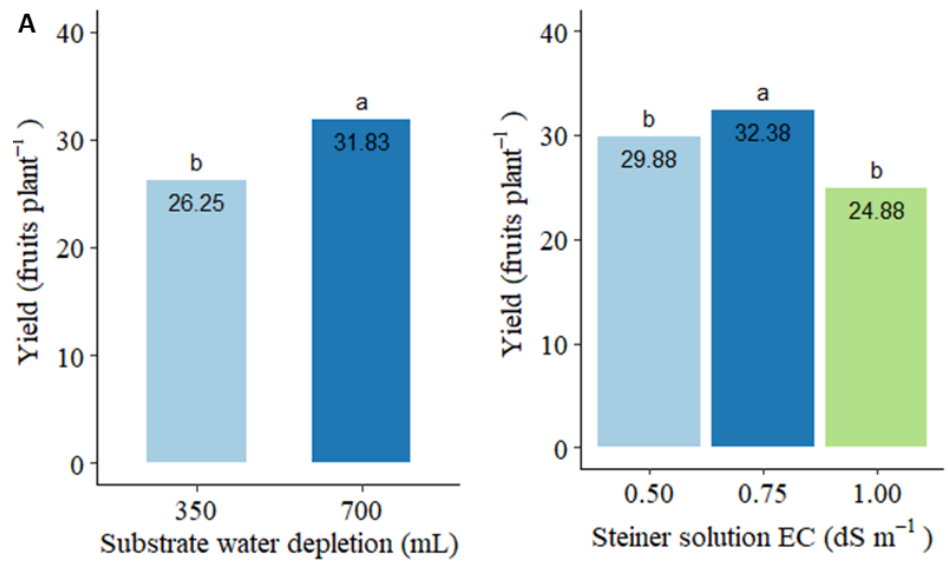 A
Yield (fruits plant⁻¹ )
40
30
20
10
0
b
26.25
a
31.83
350
700
Substrate water depletion (mL)
Yield (fruits plant⁻¹ )
40
30
20
10
0
b
29.88
a
32.38
b
24.88
0.50
0.75
1.00
Steiner solution EC (dS m⁻¹ )